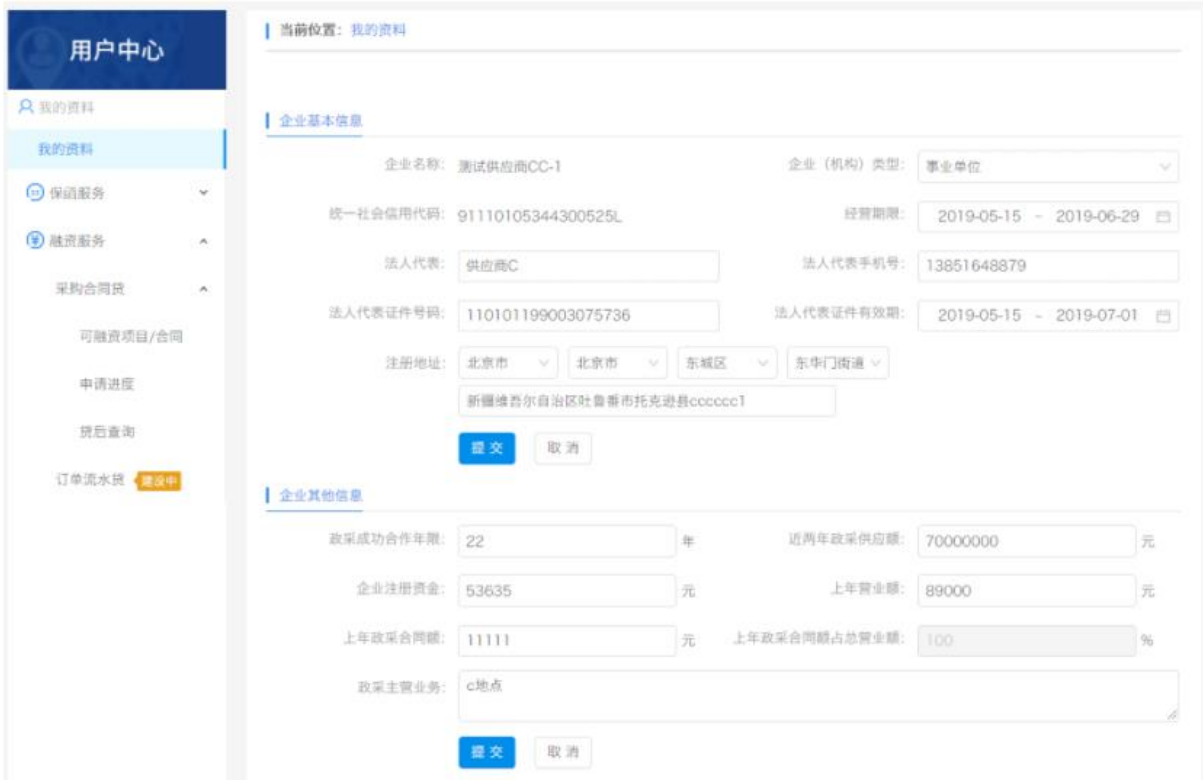 用户中心
我的资料
我的资料
保函服务
融资服务
采购合同贷
可融资项目/合同
申请进度
贷后查询
订单流水贷 建设中
当前位置: 我的资料
企业基本信息
企业名称: 测试供应商CC-1 企业（机构）类型: 事业单位
统一社会信用代码: 91110105344300525L 经营期限: 2019-05-15 ~ 2019-06-29
法人代表: 供应商C 法人代表手机号: 13851648879
法人代表证件号码: 110101199003075736 法人代表证件有效期: 2019-05-15 ~ 2019-07-01
注册地址: 北京市 北京市 东城区 东华门街道
新疆维吾尔自治区吐鲁番市托克逊县cccccc1
提交 取消
企业其他信息
政采成功合作年限: 22 年 近两年政采供应额: 70000000 元
企业注册资金: 53635 元 上年营业额: 89000 元
上年政采合同额: 11111 元 上年政采合同额占总营业额: 100 %
政采主营业务: c地点
提交 取消